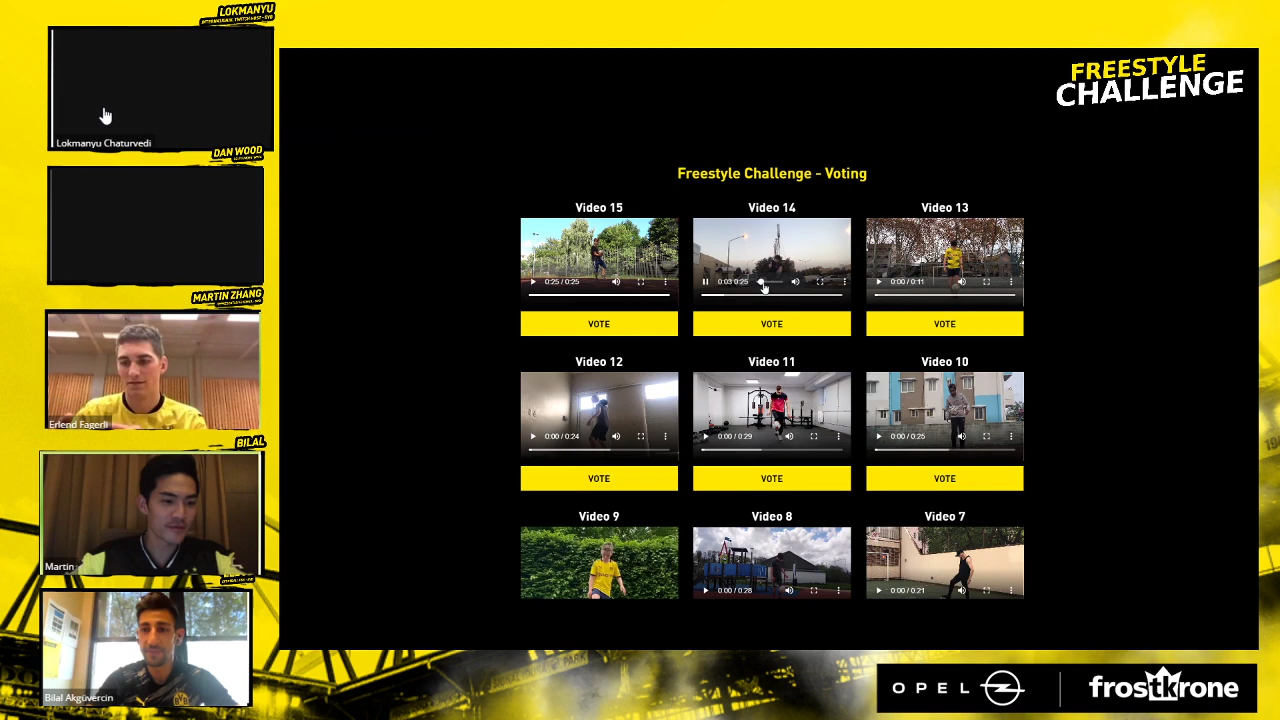 LOKMANYU
Lokmanyu Chaturvedi
DAN WOOD
MARTIN ZHANG
Erlend Fagerli
BILAL
Martin
Bilal Akgüvercin
FREESTYLE
CHALLENGE
Freestyle Challenge - Voting
Video 15
Video 14
Video 13
0:25 / 0:25
0:03 0:25
0:00 / 0:11
VOTE
VOTE
VOTE
Video 12
Video 11
Video 10
0:00 / 0:24
0:00 / 0:29
0:00 / 0:25
VOTE
VOTE
VOTE
Video 9
Video 8
Video 7
0:00 / 0:28
0:00 / 0:21
OPEL
frostkrone